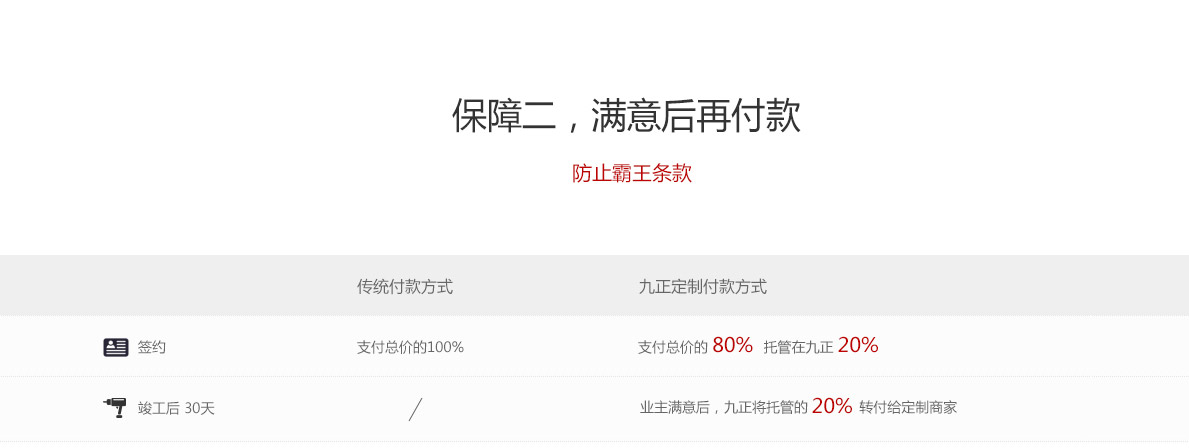 保障二，满意后再付款
防止霸王条款
传统付款方式 九正定制付款方式
签约 支付总价的100% 支付总价的 80% 托管在九正 20%
竣工后 30天 / 业主满意后，九正将托管的 20% 转付给定制商家